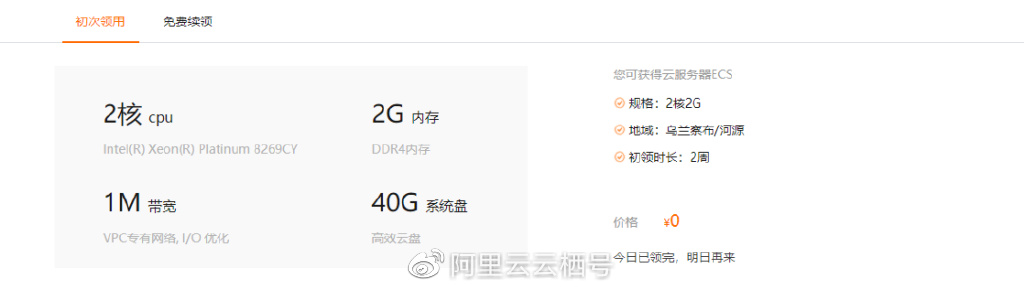 初次领用 免费续领
2核 cpu
Intel(R) Xeon(R) Platinum 8269CY
2G 内存
DDR4内存
1M 带宽
VPC专有网络, I/O 优化
40G 系统盘
高效云盘
您可获得云服务器ECS
规格：2核2G
地域：乌兰察布/河源
初领时长：2周
价格 ¥0
今日已领完，明日再来
阿里云云栖号